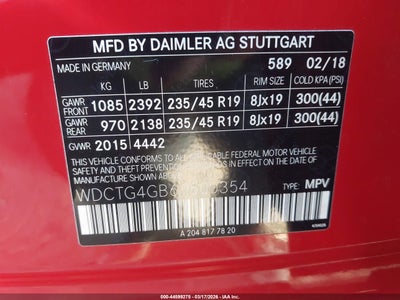 MFD BY DAIMLER AG STUTTGART
MADE IN GERMANY 589 02/18
KG LB TIRES RIM SIZE COLD KPA(PSI)
GAWR FRONT 1085 2392 235/45 R19 8Jx19 300(44)
GAWR REAR 970 2138 235/45 R19 8Jx19 300(44)
GVWR 2015 4442
THIS VEHICLE CONFORMS TO ALL APPLICABLE FEDERAL MOTOR VEHICLE
SAFETY, BUMPER, AND THEFT PREVENTION STANDARDS IN EFFECT ON THE
DATE OF MANUFACTURE SHOWN ABOVE.
TYPE: MPV
A 204 817 78 20
000-44699275 - 03/17/2026 - IAA INC.